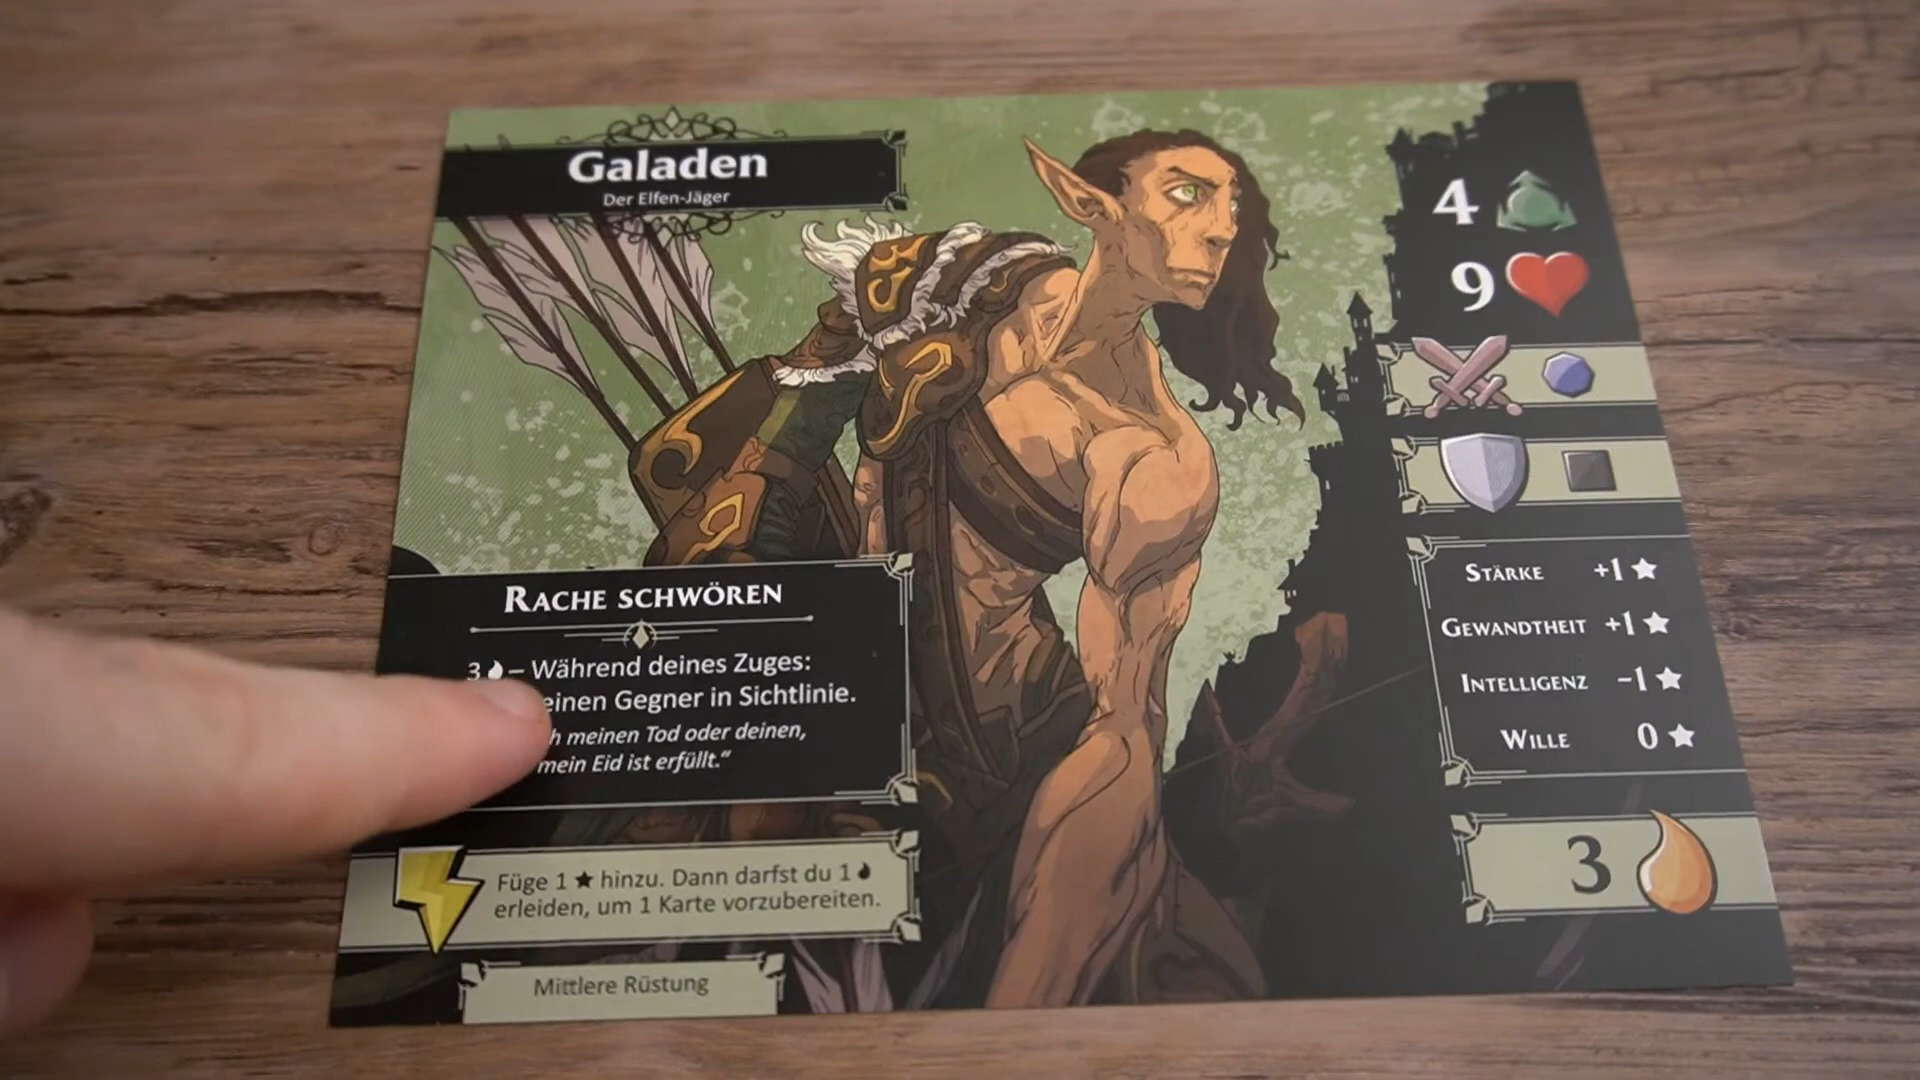 Galaden
Der Elfen-Jäger
4
9
RACHE SCHWÖREN
3 – Während deines Zuges:
einen Gegner in Sichtlinie.
meinen Tod oder deinen,
mein Eid ist erfüllt.“
Füge 1 ★ hinzu. Dann darfst du 1
erleiden, um 1 Karte vorzubereiten.
Mittlere Rüstung
STÄRKE +1 ★
GEWANDTHEIT +1 ★
INTELLIGENZ -1 ★
WILLE 0 ★
3